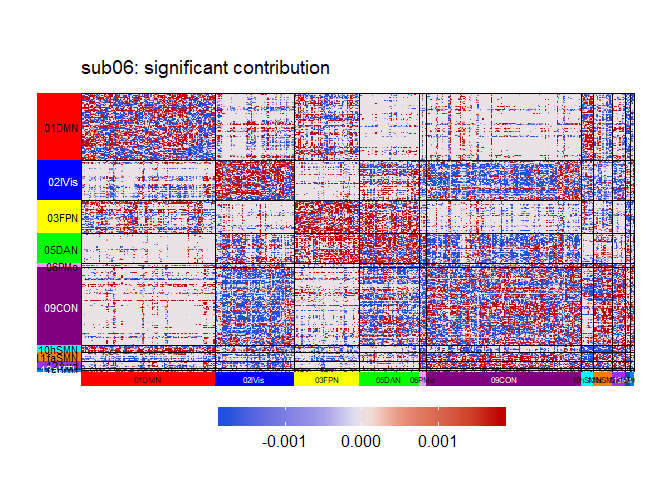 sub06: significant contribution
01DMN
02lVis
03FPN
05DAN
06PMo
09CON
10hSMN
01DMN 02lVis 03FPN 05DAN 09CON
-0.001 0.000 0.001